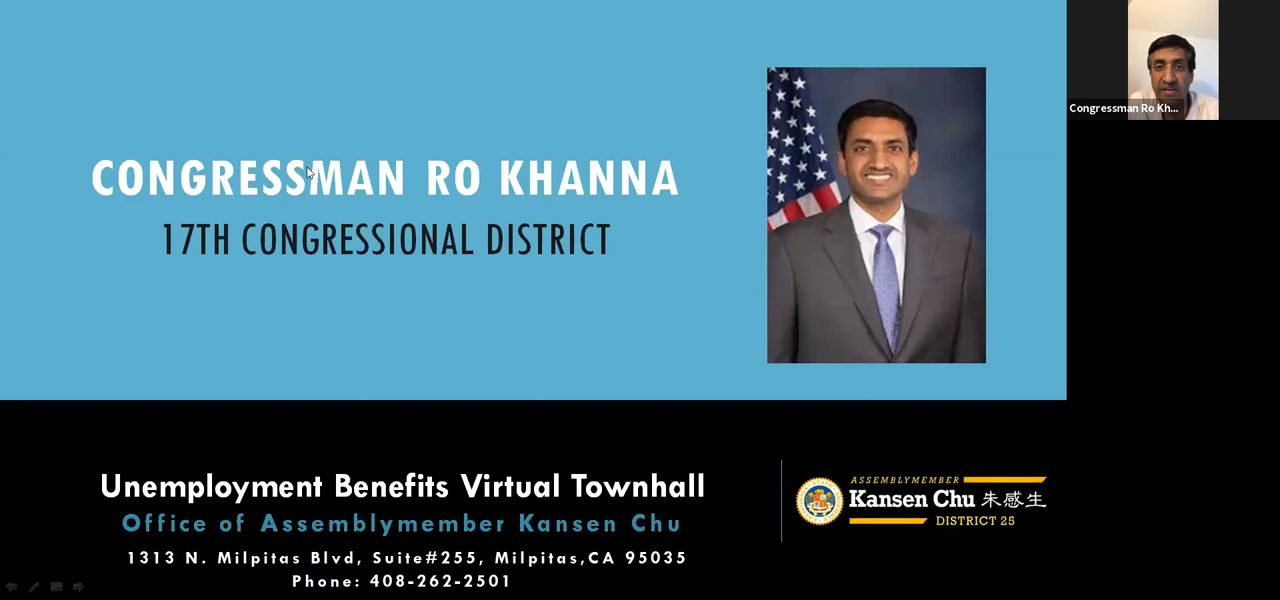 CONGRESSMAN RO KHANNA
17TH CONGRESSIONAL DISTRICT
Congressman Ro Kh...
Unemployment Benefits Virtual Townhall
Office of Assemblymember Kansen Chu
1313 N. Milpitas Blvd, Suite#255, Milpitas,CA 95035
Phone: 408-262-2501
ASSEMBLYMEMBER
Kansen Chu 朱感生
DISTRICT 25